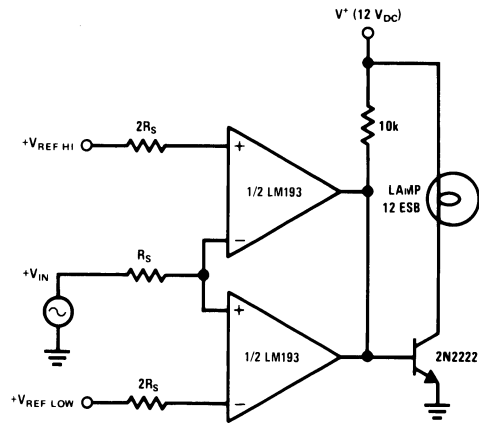 V+ (12 VDC)
10k
2RS
+VREF HI
+
1/2 LM193
−
LAMP
12 ESB
RS
+VIN
+
1/2 LM193
−
2N2222
2RS
+VREF LOW